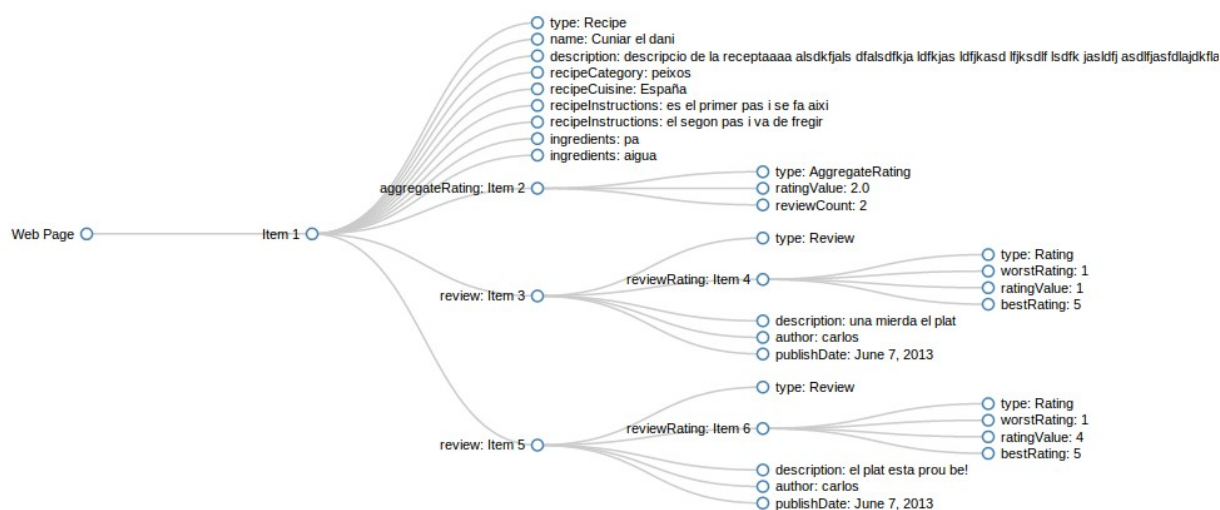 type: Recipe
name: Cuniar el dani
description: descripcio de la receptaaaa alsdkfjals dfalsdfkja ldfkjas ldfjkasd lfjksdlf lsdfk jasldfj asdlfjasfdlajdkfla
recipeCategory: peixos
recipeCuisine: España
recipeInstructions: es el primer pas i se fa aixi
recipeInstructions: el segon pas i va de fregir
ingredients: pa
ingredients: aigua
type: AggregateRating
aggregateRating: Item 2
ratingValue: 2.0
reviewCount: 2
Web Page
Item 1
type: Review
type: Rating
worstRating: 1
reviewRating: Item 4
ratingValue: 1
review: Item 3
bestRating: 5
description: una mierda el plat
author: carlos
publishDate: June 7, 2013
type: Review
type: Rating
worstRating: 1
reviewRating: Item 6
ratingValue: 4
review: Item 5
bestRating: 5
description: el plat esta prou be!
author: carlos
publishDate: June 7, 2013